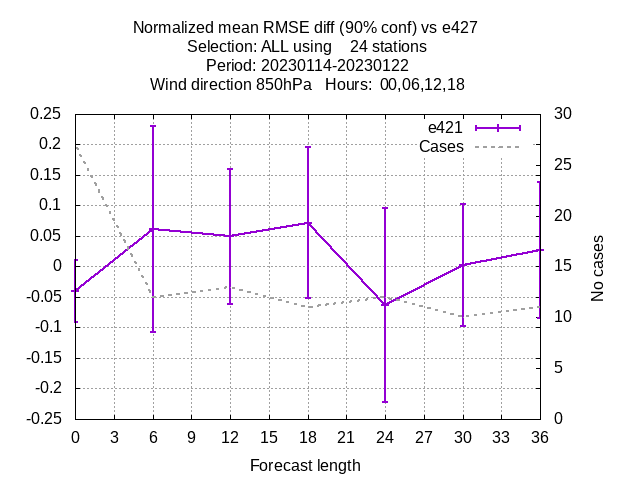 Normalized mean RMSE diff (90% conf) vs e427
Selection: ALL using    24 stations
Period: 20230114-20230122
Wind direction 850hPa   Hours:  00,06,12,18
0.25
0.2
0.15
0.1
0.05
0
-0.05
-0.1
-0.15
-0.2
-0.25
30
25
20
15
10
5
0
e421
Cases
No cases
0 3 6 9 12 15 18 21 24 27 30 33 36
Forecast length